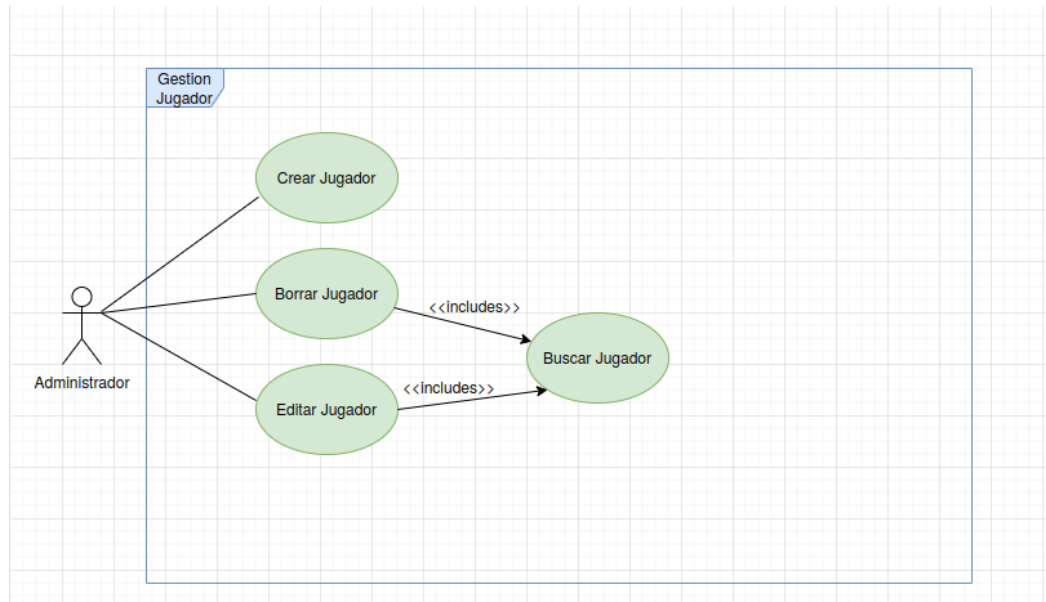 Gestion
Jugador
Crear Jugador
Borrar Jugador
<<includes>>
Buscar Jugador
<<includes>>
Editar Jugador
Administrador